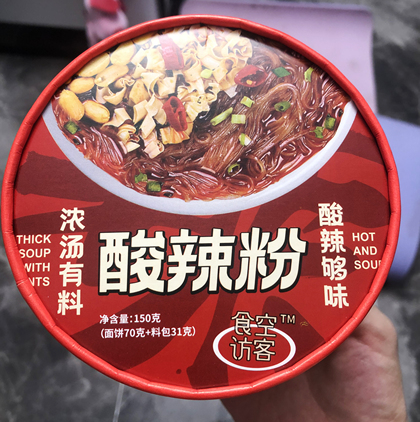 浓汤有料
THICK
SOUP
WITH
酸辣粉
酸辣够味
HOT
AND
净含量:150克
(面饼70克+料包31克)
食空™
访客